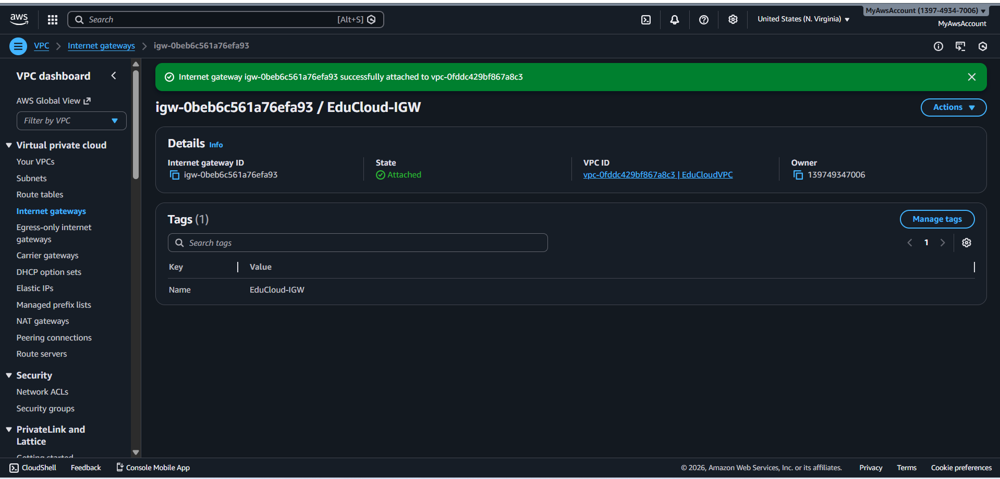 aws
Search
[Alt+S]
United States (N. Virginia)
MyAwsAccount (1397-4934-7006)
MyAwsAccount
VPC
Internet gateways
igw-0beb6c561a76efa93
VPC dashboard
AWS Global View
Filter by VPC
Virtual private cloud
Your VPCs
Subnets
Route tables
Internet gateways
Egress-only internet
gateways
Carrier gateways
DHCP option sets
Elastic IPs
Managed prefix lists
NAT gateways
Peering connections
Route servers
Security
Network ACLs
Security groups
PrivateLink and
Lattice
Getting started
Internet gateway igw-0beb6c561a76efa93 successfully attached to vpc-0fddc429bf867a8c3
igw-0beb6c561a76efa93 / EduCloud-IGW
Actions
Details Info
Internet gateway ID
igw-0beb6c561a76efa93
State
Attached
VPC ID
vpc-0fddc429bf867a8c3 | EduCloudVPC
Owner
139749347006
Tags (1)
Manage tags
Search tags
1
Key Value
Name EduCloud-IGW
CloudShell Feedback Console Mobile App
© 2026, Amazon Web Services, Inc. or its affiliates. Privacy Terms Cookie preferences